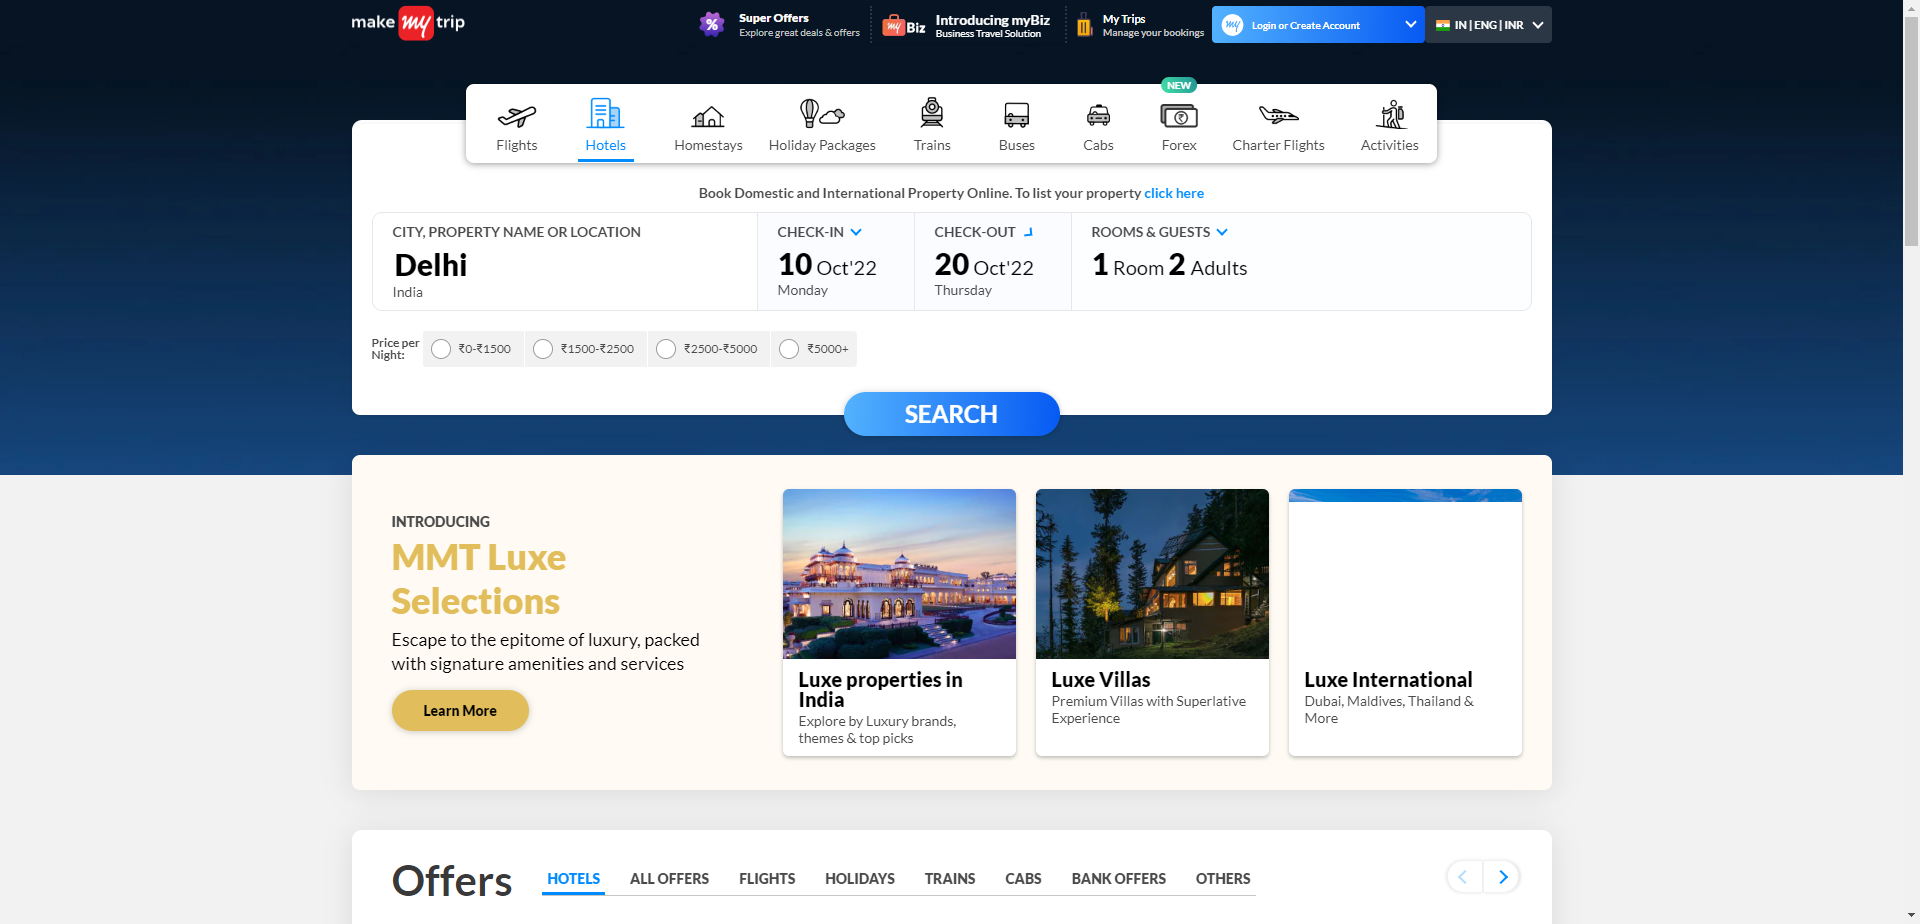 make my trip
Super Offers
Explore great deals & offers
my Biz
Introducing myBiz
Business Travel Solution
My Trips
Manage your bookings
my
Login or Create Account
IN | ENG | INR
NEW
Flights
Hotels
Homestays
Holiday Packages
Trains
Buses
Cabs
Forex
Charter Flights
Activities
Book Domestic and International Property Online. To list your property click here
CITY, PROPERTY NAME OR LOCATION
Delhi
India
CHECK-IN
10 Oct'22
Monday
CHECK-OUT
20 Oct'22
Thursday
ROOMS & GUESTS
1 Room 2 Adults
Price per
Night:
₹0-₹1500
₹1500-₹2500
₹2500-₹5000
₹5000+
SEARCH
INTRODUCING
MMT Luxe
Selections
Escape to the epitome of luxury, packed
with signature amenities and services
Learn More
Luxe properties in
India
Explore by Luxury brands,
themes & top picks
Luxe Villas
Premium Villas with Superlative
Experience
Luxe International
Dubai, Maldives, Thailand &
More
Offers
HOTELS
ALL OFFERS
FLIGHTS
HOLIDAYS
TRAINS
CABS
BANK OFFERS
OTHERS